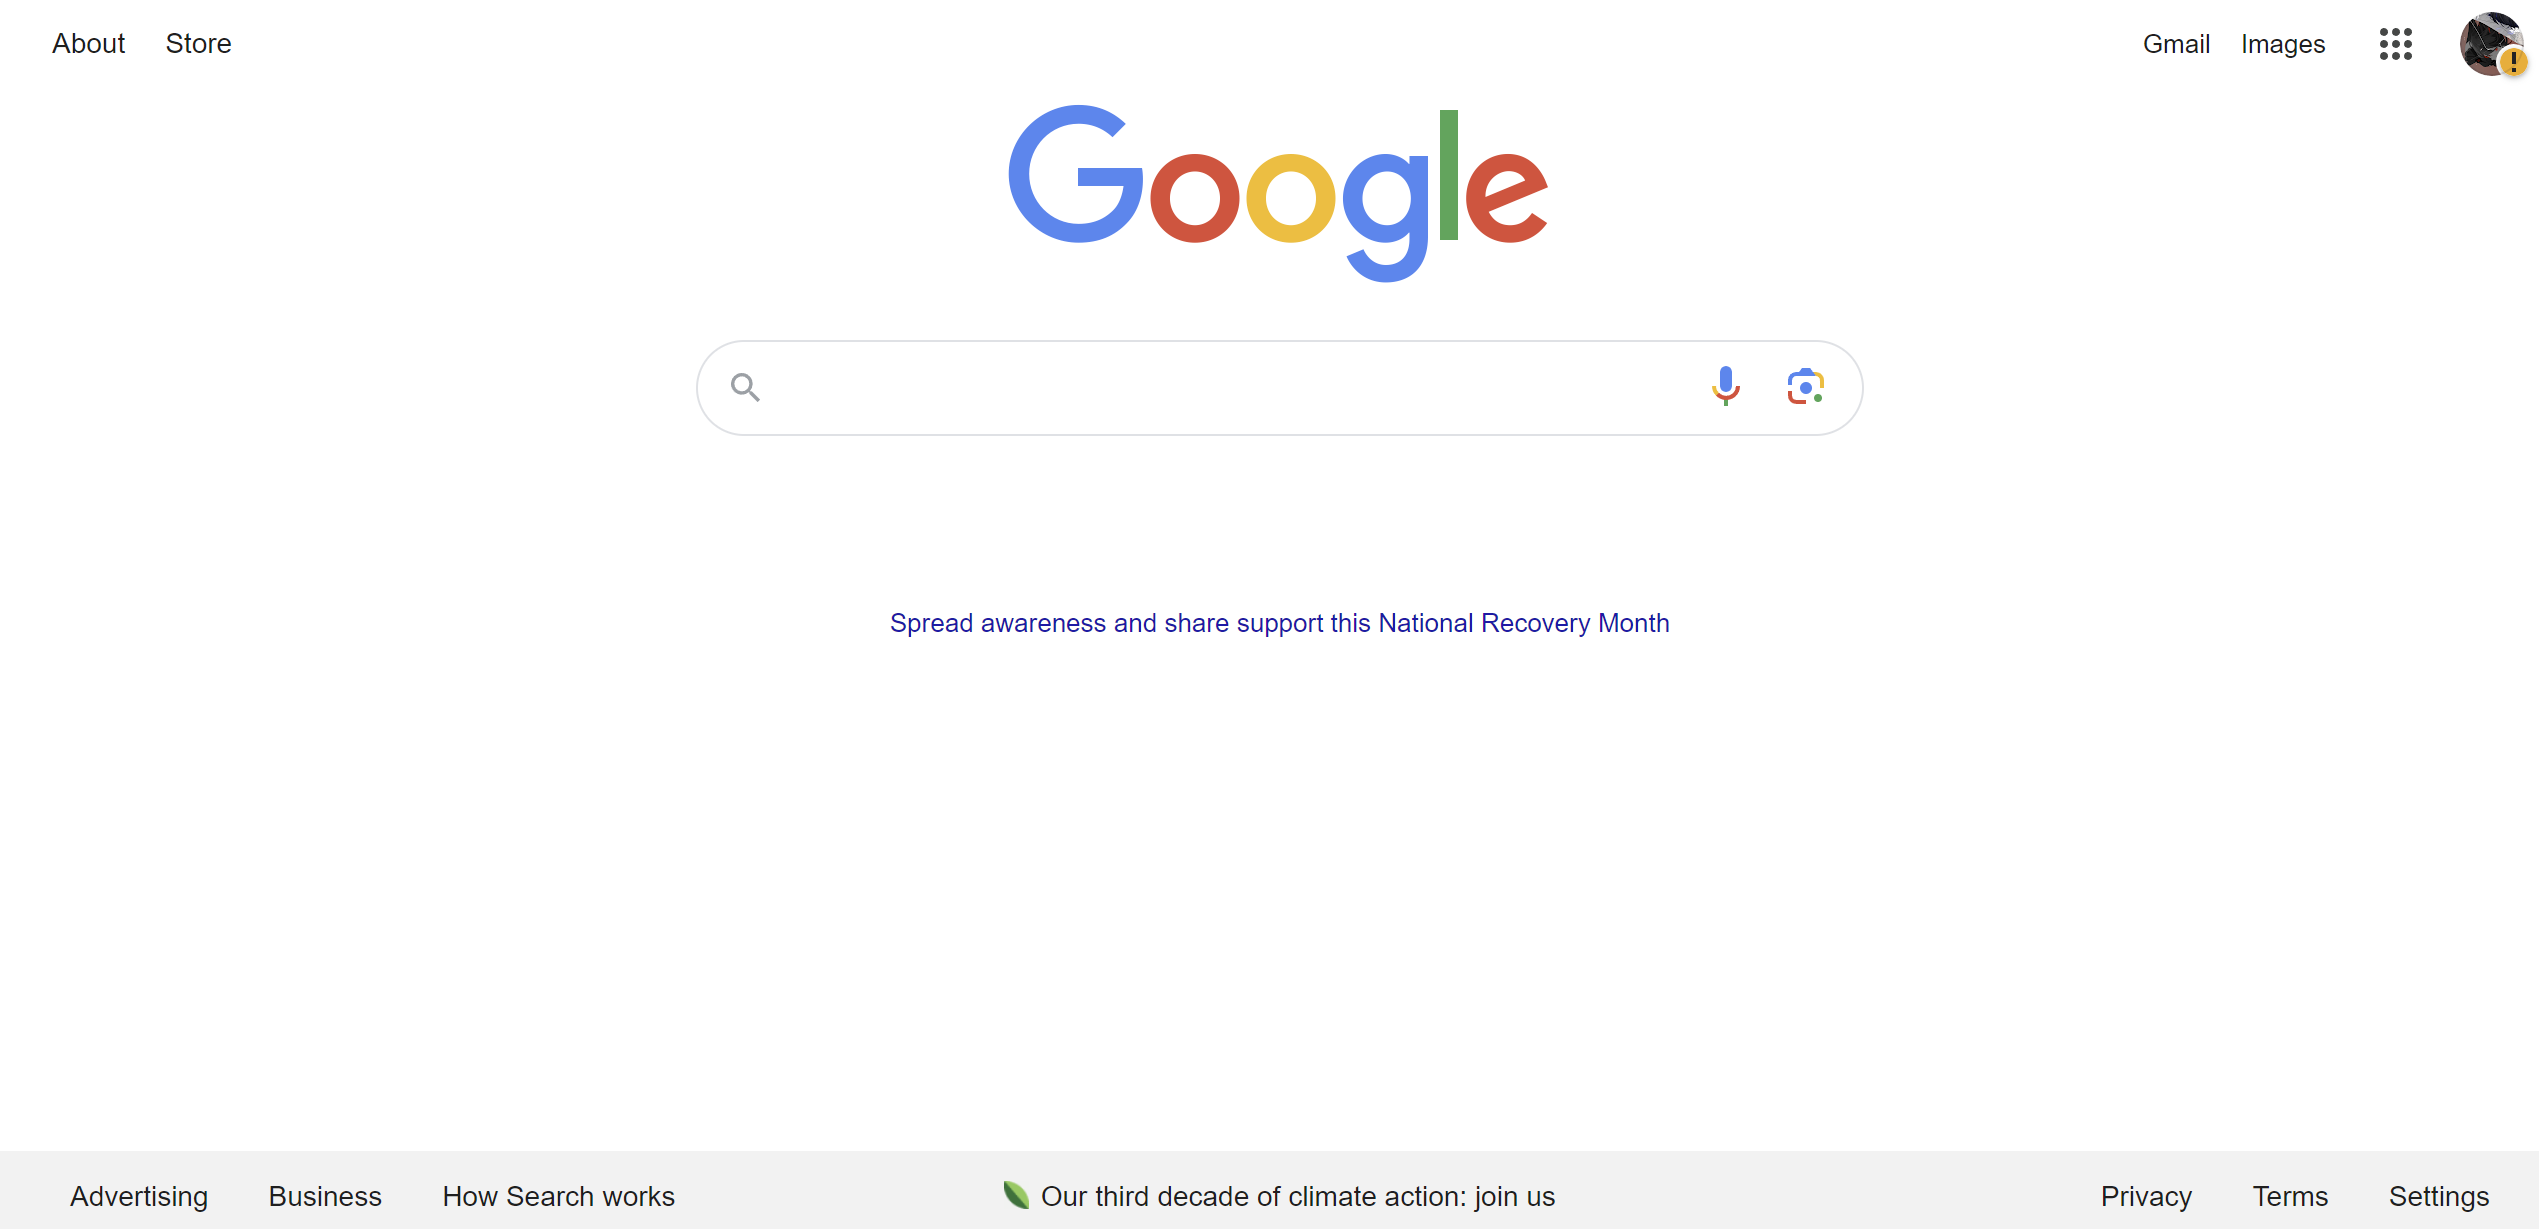 About Store Gmail Images
Google
Spread awareness and share support this National Recovery Month
Advertising Business How Search works Our third decade of climate action: join us Privacy Terms Settings